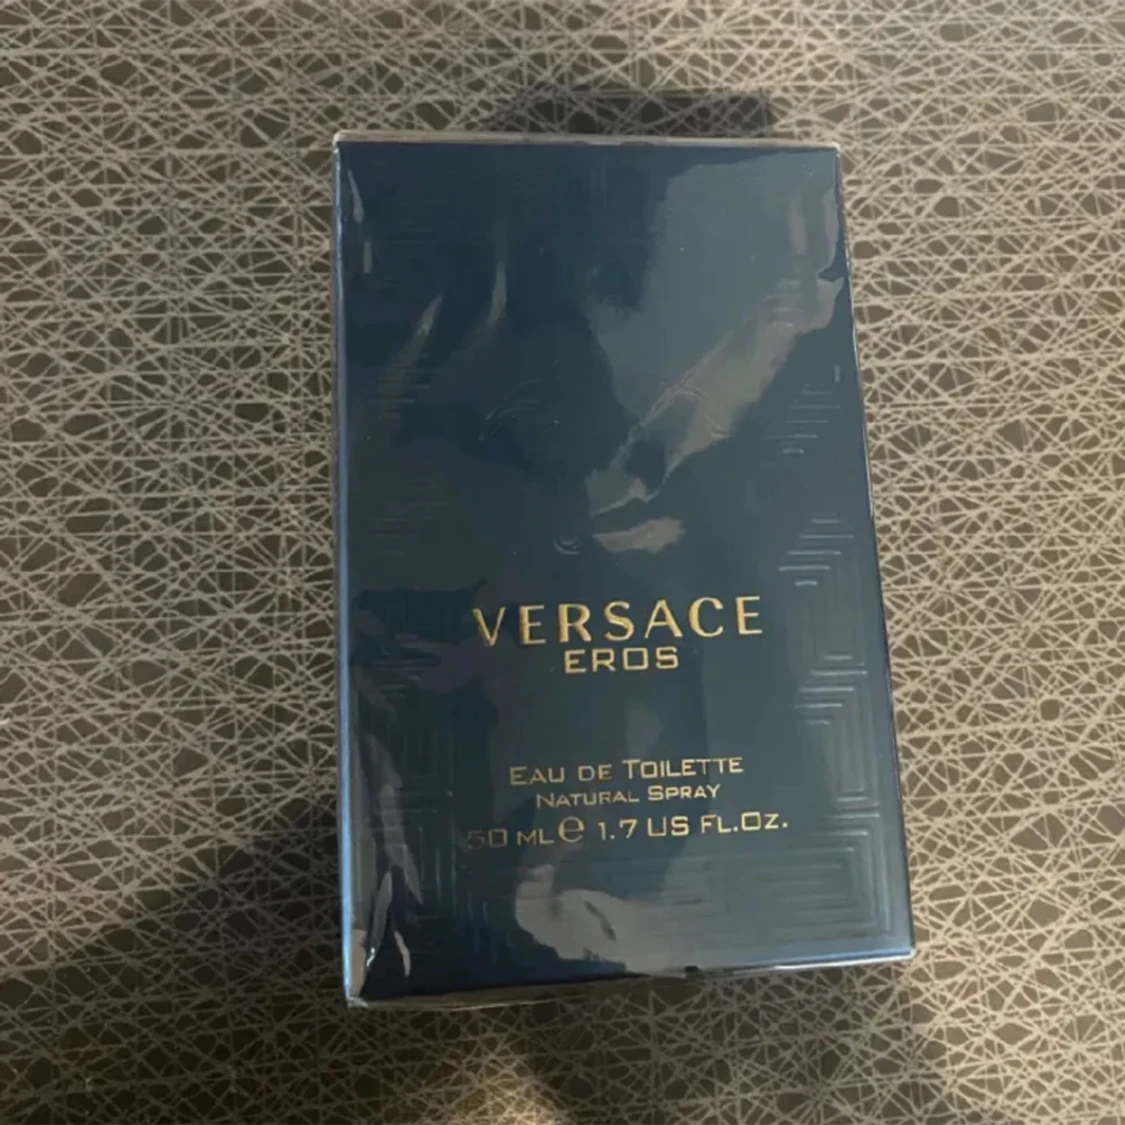 VERSACE
EROS
EAU DE TOILETTE
NATURAL SPRAY
50 ML℮ 1.7 US FL.OZ.